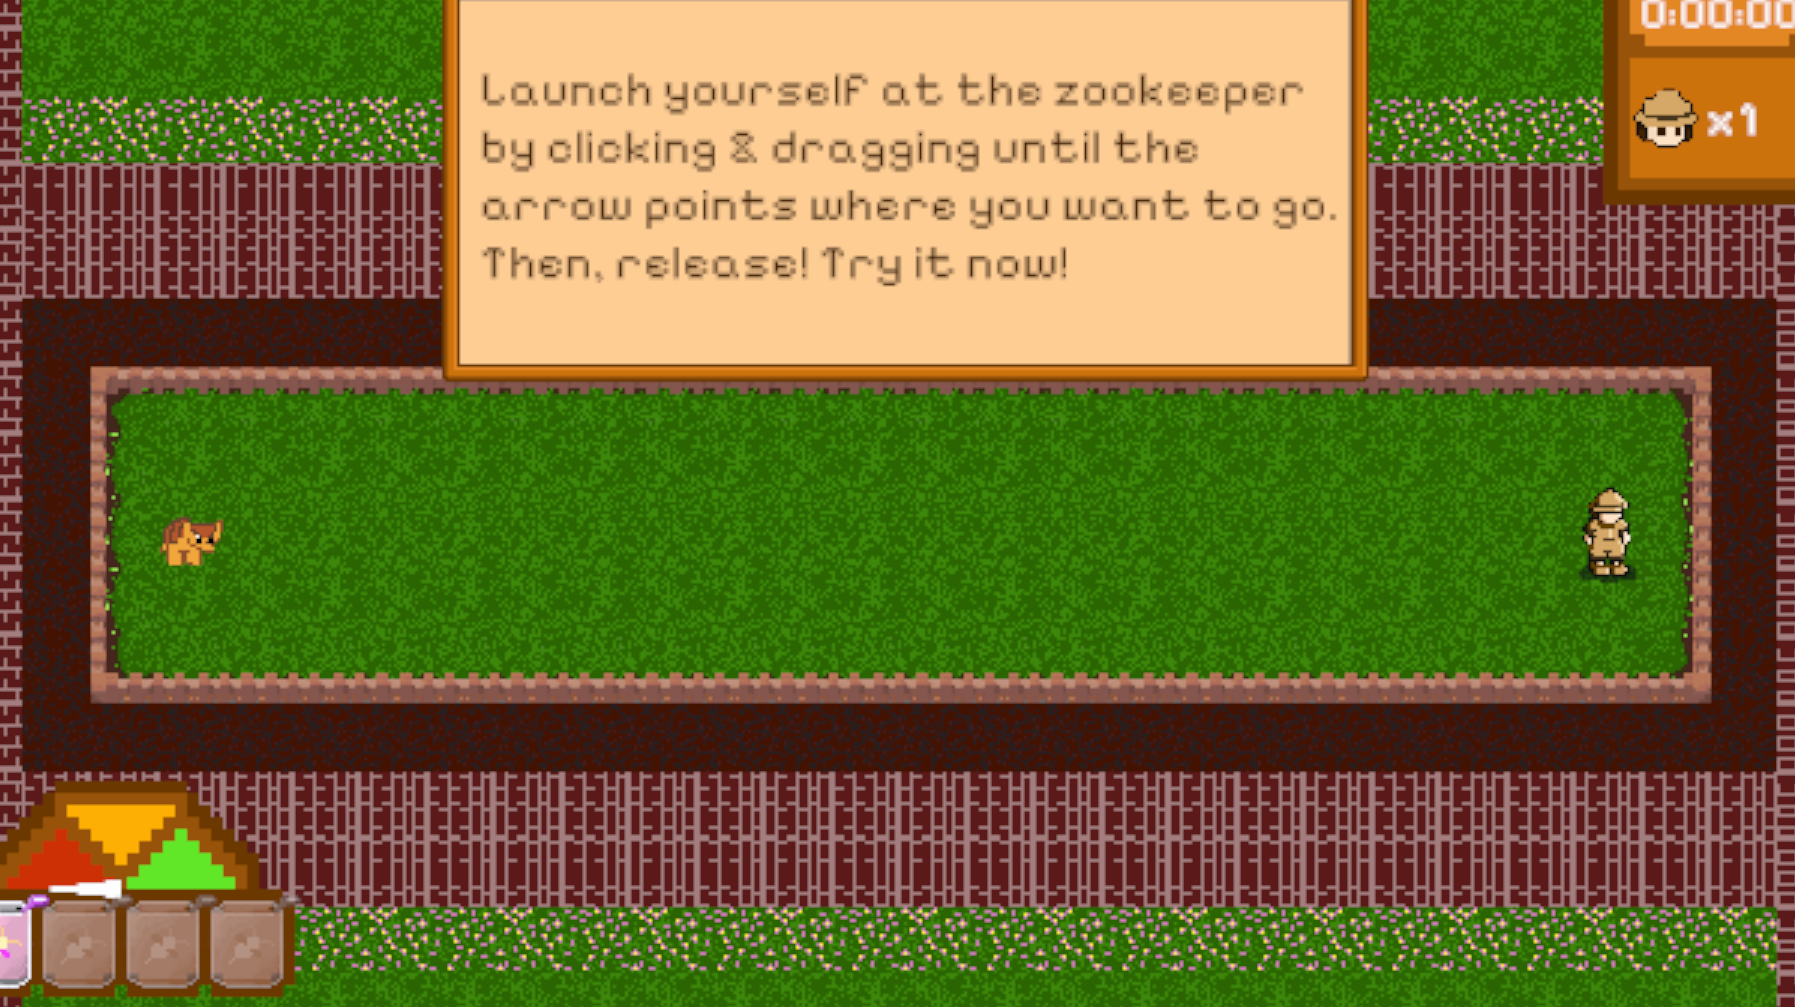 0:00:00
Launch yourself at the zookeeper
by clicking & dragging until the
arrow points where you want to go.
Then, release! Try it now!
x1